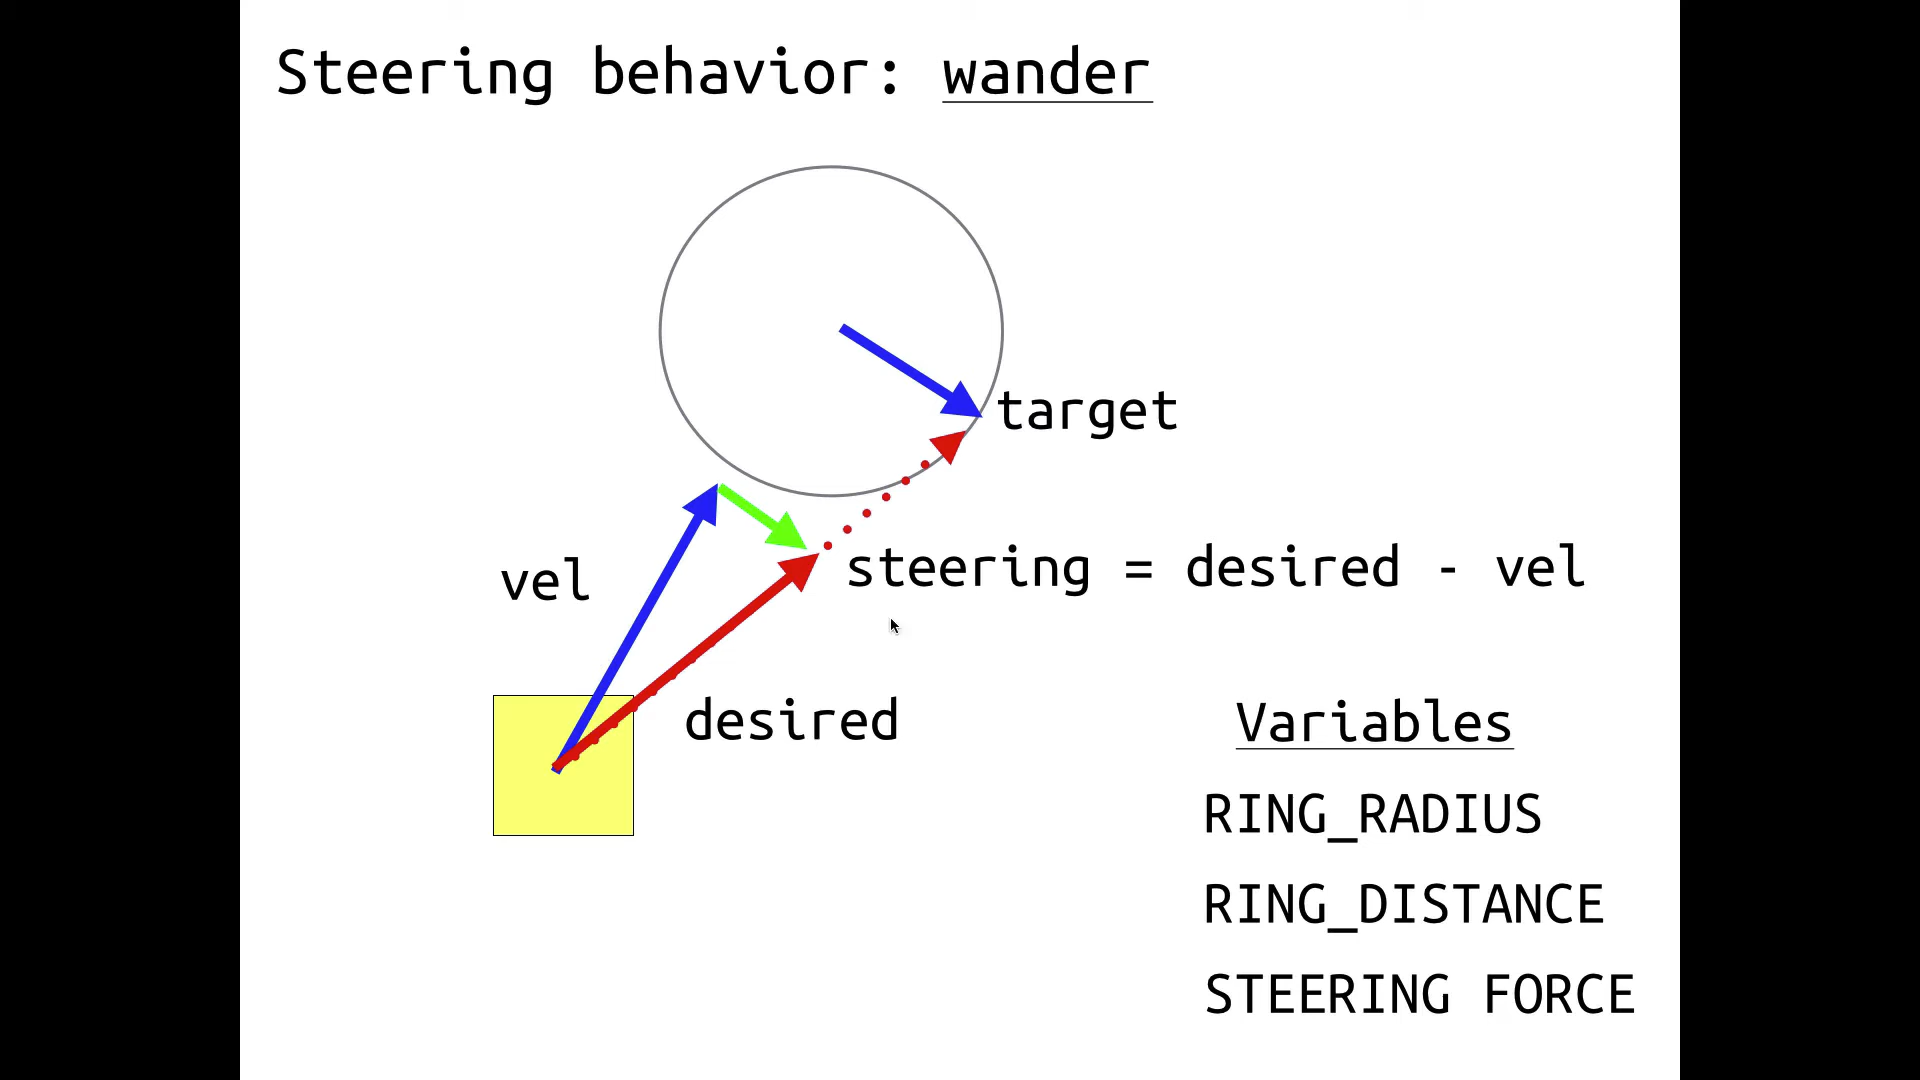 Steering behavior: wander
target
vel
steering = desired - vel
desired
Variables
RING_RADIUS
RING_DISTANCE
STEERING FORCE